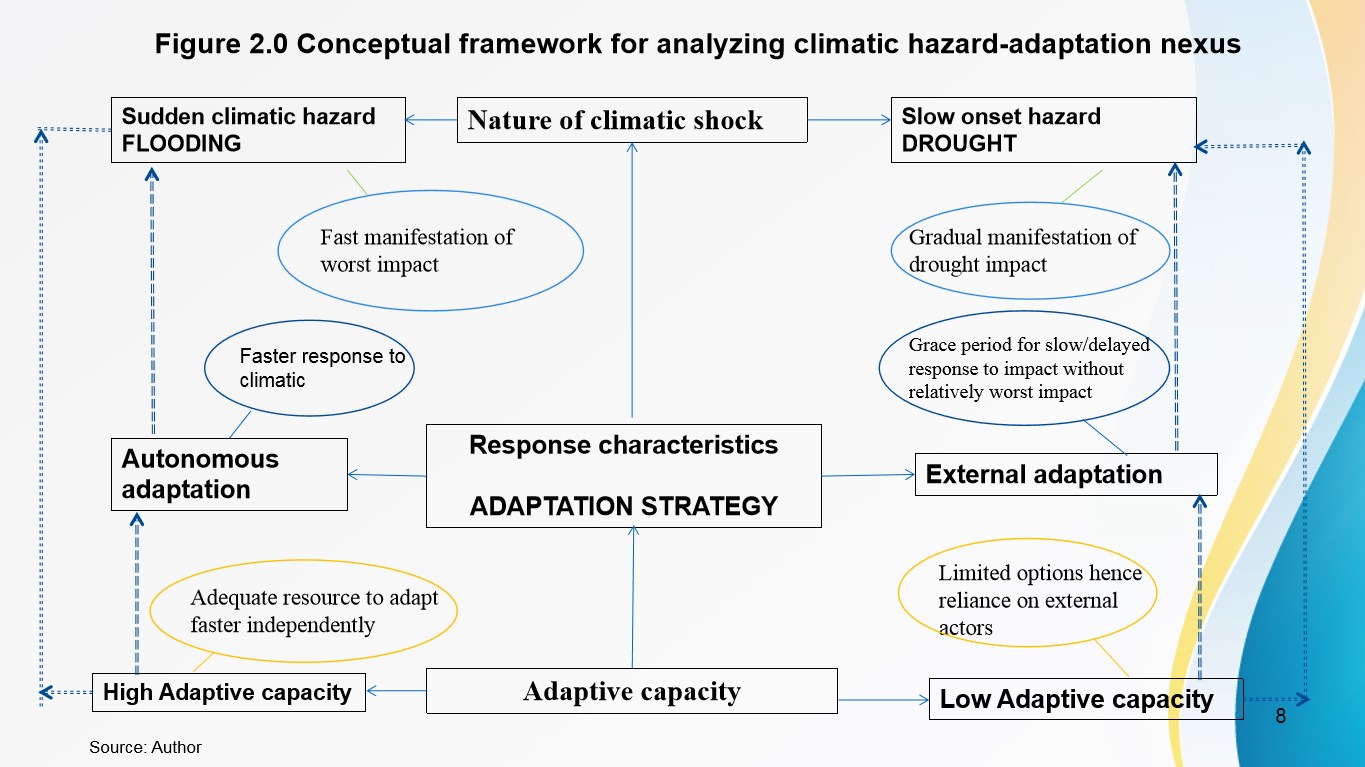 Figure 2.0 Conceptual framework for analyzing climatic hazard-adaptation nexus
Sudden climatic hazard
FLOODING
Nature of climatic shock
Slow onset hazard
DROUGHT
Fast manifestation of
worst impact
Gradual manifestation of
drought impact
Faster response to
climatic
Grace period for slow/delayed
response to impact without
relatively worst impact
Autonomous
adaptation
Response characteristics
ADAPTATION STRATEGY
External adaptation
Adequate resource to adapt
faster independently
Limited options hence
reliance on external
actors
High Adaptive capacity
Adaptive capacity
Low Adaptive capacity
8
Source: Author